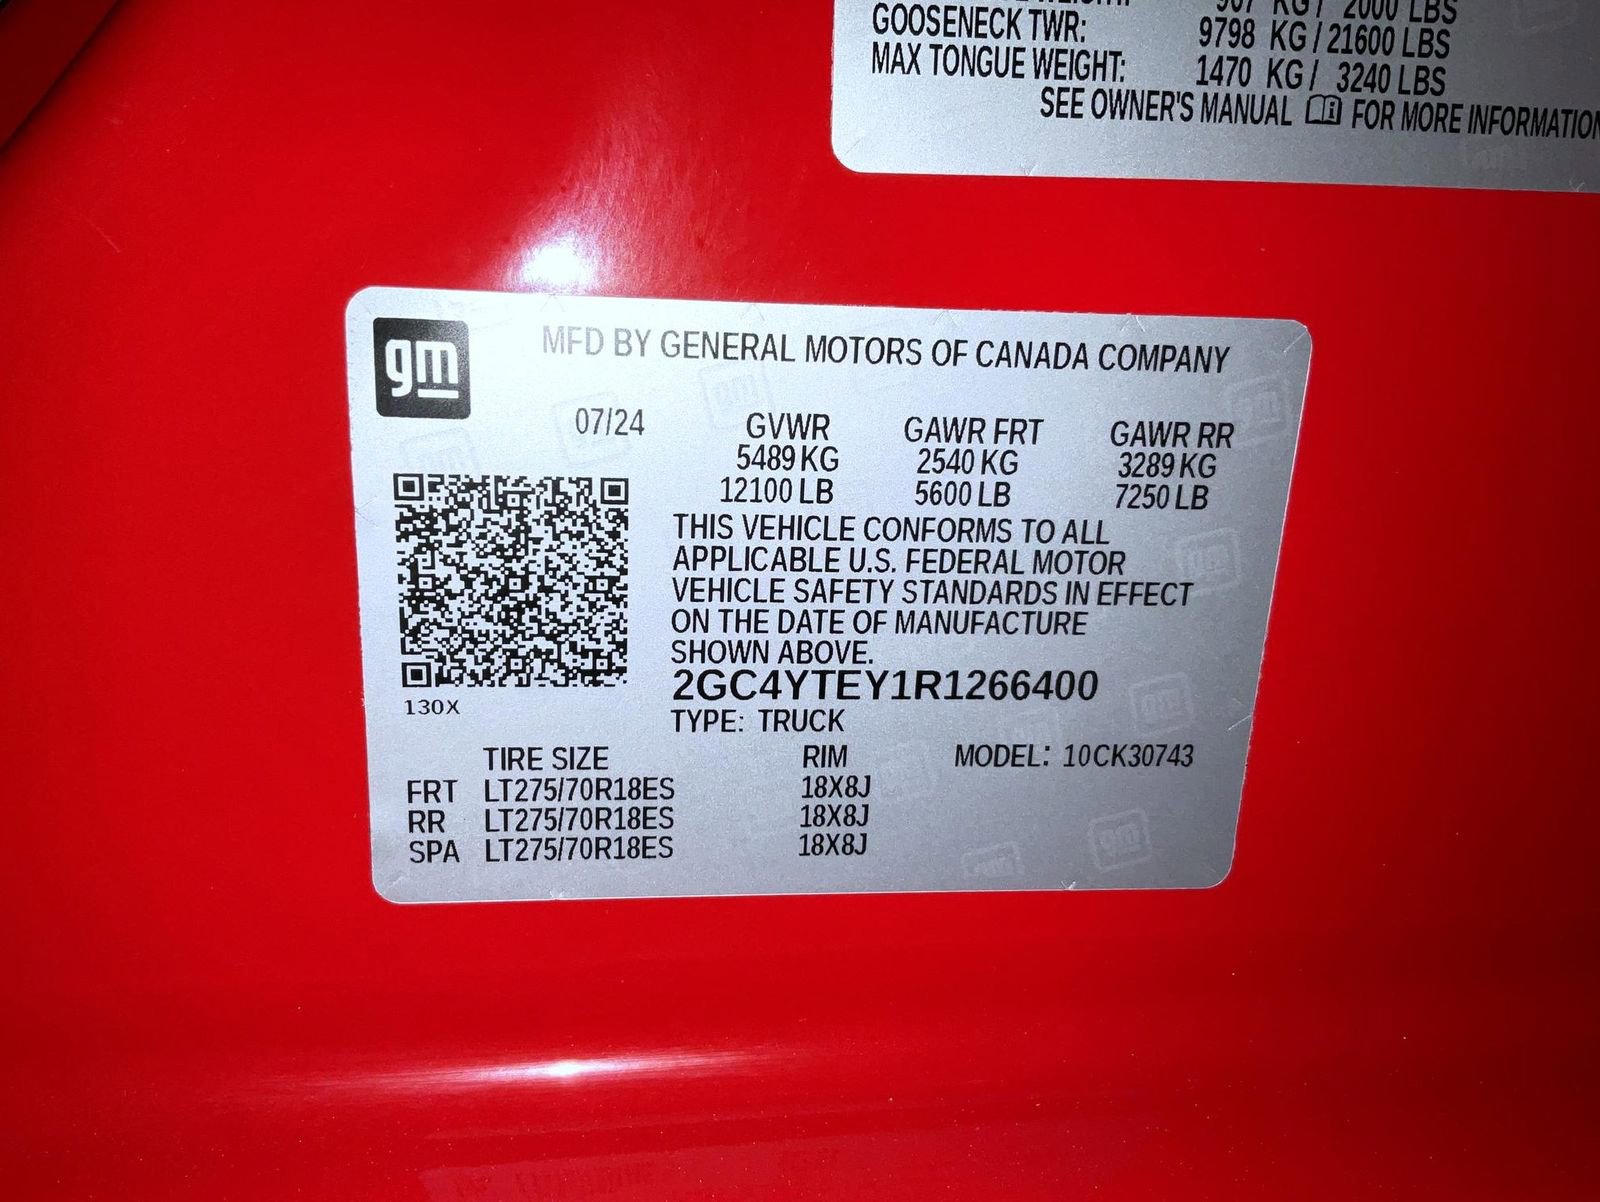 907 KG / 2000 LBS
GOOSENECK TWR: 9798 KG / 21600 LBS
MAX TONGUE WEIGHT: 1470 KG / 3240 LBS
SEE OWNER'S MANUAL FOR MORE INFORMATION
gm
MFD BY GENERAL MOTORS OF CANADA COMPANY
07/24 GVWR GAWR FRT GAWR RR
5489 KG 2540 KG 3289 KG
12100 LB 5600 LB 7250 LB
THIS VEHICLE CONFORMS TO ALL
APPLICABLE U.S. FEDERAL MOTOR
VEHICLE SAFETY STANDARDS IN EFFECT
ON THE DATE OF MANUFACTURE
SHOWN ABOVE.
2GC4YTEY1R1266400
130X
TYPE: TRUCK
TIRE SIZE RIM MODEL: 10CK30743
FRT LT275/70R18ES 18X8J
RR LT275/70R18ES 18X8J
SPA LT275/70R18ES 18X8J